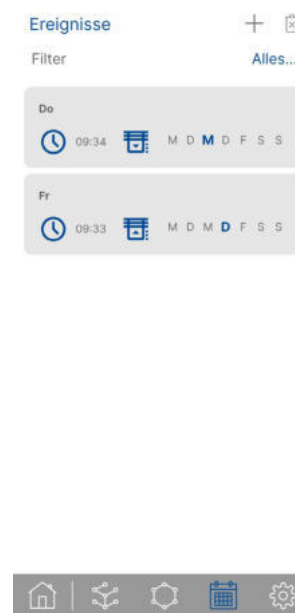 Ereignisse
Filter Alles...
Do
09:34 M D M D F S S
Fr
09:33 M D M D F S S